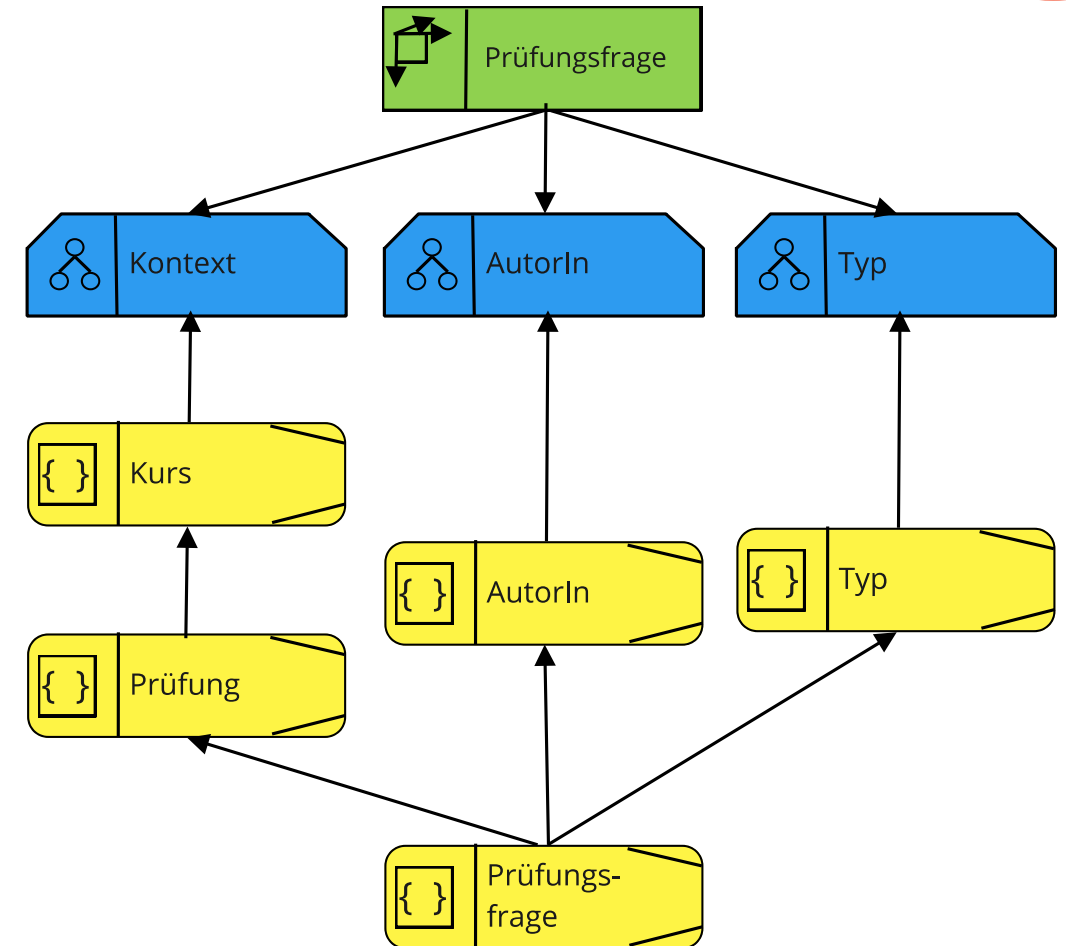 Prüfungsfrage
Kontext
AutorIn
Typ
{ } Kurs
{ } AutorIn
{ } Typ
{ } Prüfung
{ } Prüfungs-
frage